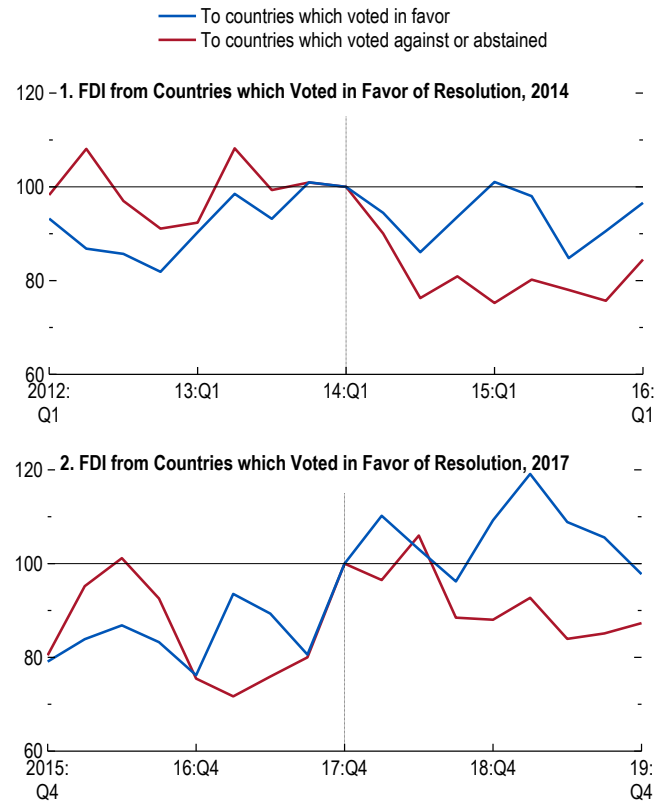 To countries which voted in favor
To countries which voted against or abstained
1. FDI from Countries which Voted in Favor of Resolution, 2014
120
100
80
60
2012:
Q1
13:Q1
14:Q1
15:Q1
16:
Q1
2. FDI from Countries which Voted in Favor of Resolution, 2017
120
100
80
60
2015:
Q4
16:Q4
17:Q4
18:Q4
19:
Q4